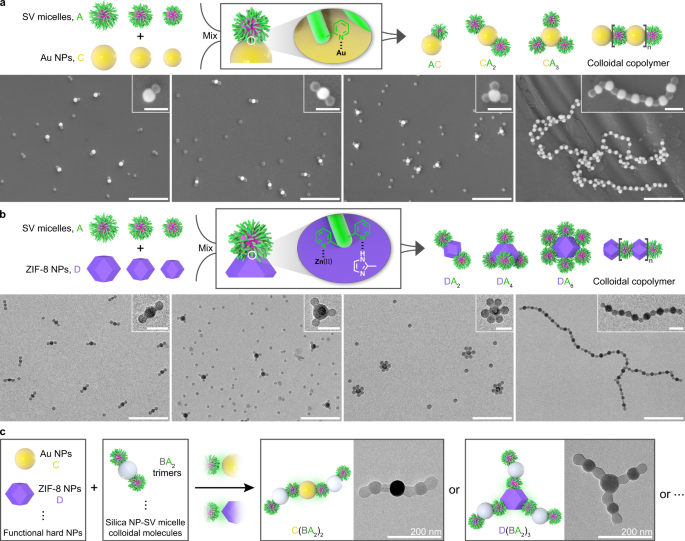 a
SV micelles, A
+
Au NPs, C
Mix
N
Au
AC
CA2
CA3
n
Colloidal copolymer
b
SV micelles, A
+
ZIF-8 NPs, D
Mix
N
N
Zn(II)
H
N
N
DA2
DA4
DA8
n
Colloidal copolymer
c
Au NPs
C
ZIF-8 NPs
D
⋮
Functional hard NPs
+
BA2
trimers
⋮
Silica NP-SV micelle
colloidal molecules
C(BA2)2
200 nm
or
D(BA2)3
200 nm
or ···